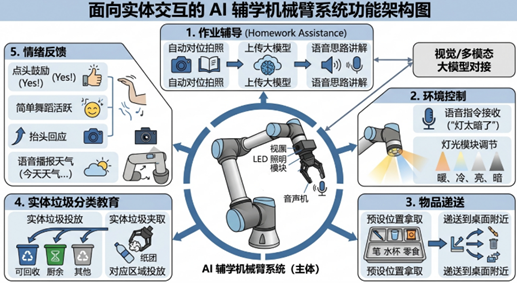 面向实体交互的 AI 辅学机械臂系统功能架构图
1. 作业辅导 (Homework Assistance)
自动对位拍照
上传大模型
语音思路讲解
自动对位拍照
上传大模型
语音思路讲解
视觉/多模态
大模型对接
5. 情绪反馈
点头鼓励
(Yes!)
(Yes!)
简单舞蹈活跃
抬头回应
语音播报天气
(今天天气...)
2. 环境控制
语音指令接收
("灯太暗了")
灯光模块调节
暖、冷、亮、暗
LED 照明
模块
音声机
4. 实体垃圾分类教育
实体垃圾投放
实体垃圾夹取
纸团
可回收
厨余
其他
对应区域投放
AI 辅学机械臂系统（主体）
3. 物品递送
预设位置拿取
递送到桌面附近
笔 水杯 零食
预设位置拿取
递送到桌面附近